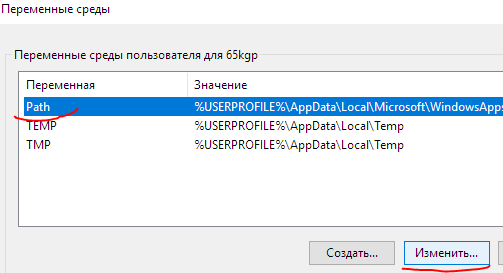 Переменные среды
Переменные среды пользователя для 65kgp
Переменная Значение
Path %USERPROFILE%\AppData\Local\Microsoft\WindowsApps
TEMP %USERPROFILE%\AppData\Local\Temp
TMP %USERPROFILE%\AppData\Local\Temp
Создать... Изменить...